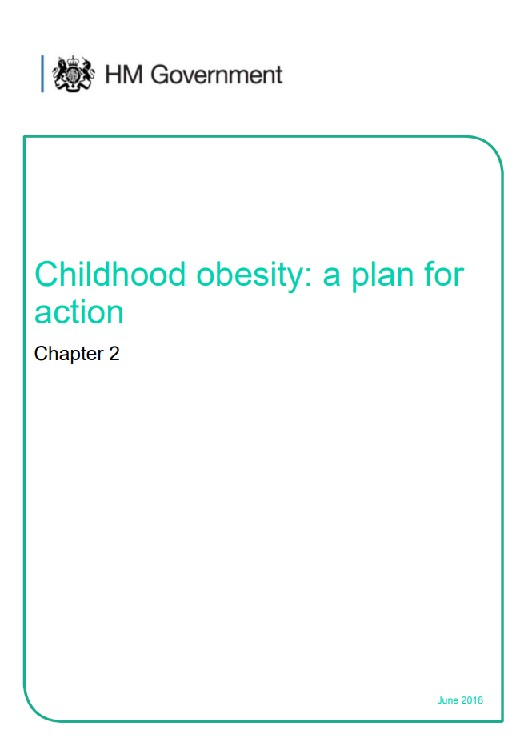 HM Government
Childhood obesity: a plan for
action
Chapter 2
June 2018